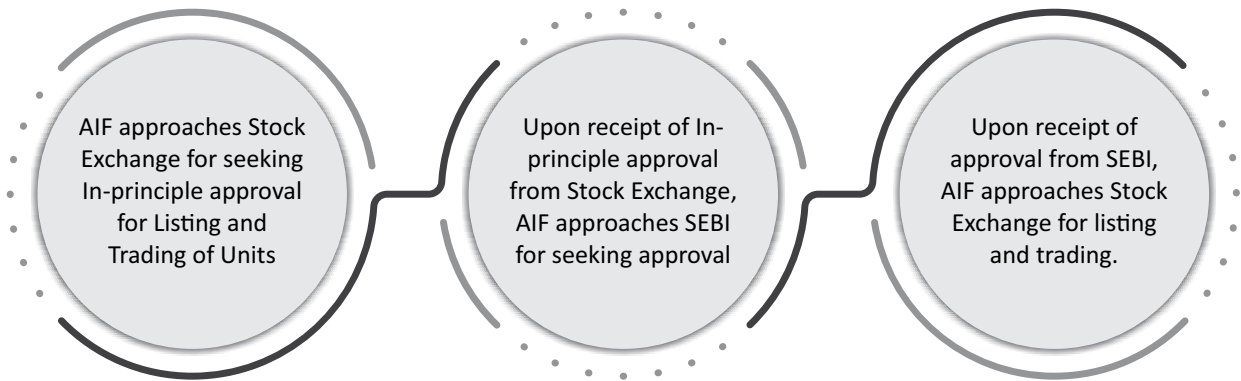 AIF approaches Stock
Exchange for seeking
In-principle approval
for Listing and
Trading of Units
Upon receipt of In-
principle approval
from Stock Exchange,
AIF approaches SEBI
for seeking approval
Upon receipt of
approval from SEBI,
AIF approaches Stock
Exchange for listing
and trading.